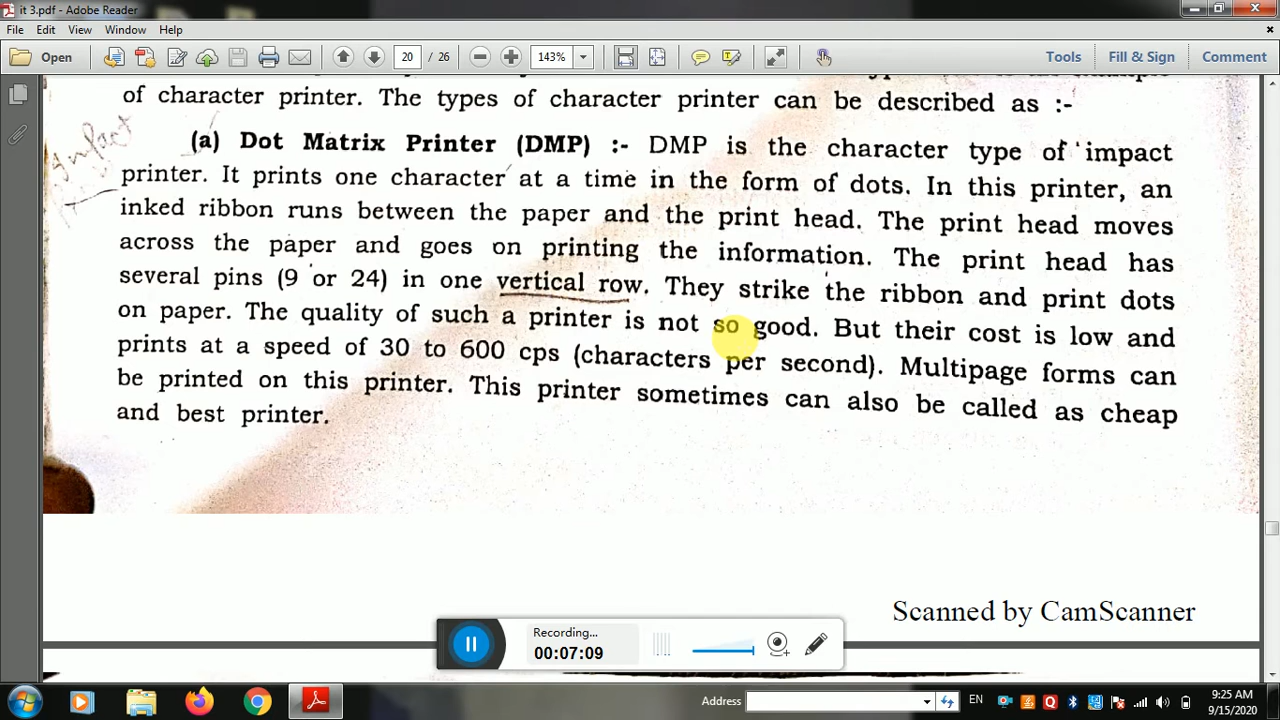 it 3.pdf - Adobe Reader
File Edit View Window Help
Open 20 / 26 143% Tools Fill & Sign Comment
of character printer. The types of character printer can be described as :-
(a) Dot Matrix Printer (DMP) :- DMP is the character type of impact
printer. It prints one character at a time in the form of dots. In this printer, an
inked ribbon runs between the paper and the print head. The print head moves
across the paper and goes on printing the information. The print head has
several pins (9 or 24) in one vertical row. They strike the ribbon and print dots
on paper. The quality of such a printer is not so good. But their cost is low and
prints at a speed of 30 to 600 cps (characters per second). Multipage forms can
be printed on this printer. This printer sometimes can also be called as cheap
and best printer.
Scanned by CamScanner
Recording...
00:07:09
Address EN 9:25 AM
9/15/2020